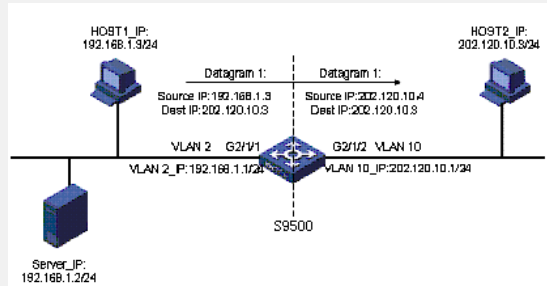 HOST1_IP:
192.168.1.3/24
HOST2_IP:
202.120.10.3/24
Datagram 1:
Source IP:192.168.1.3
Dest IP:202.120.10.3
Datagram 1:
Source IP:202.120.10.4
Dest IP:202.120.10.3
VLAN 2 G2/1/1
G2/1/2 VLAN 10
VLAN 2_IP:192.168.1.1/24
VLAN 10_IP:202.120.10.1/24
S9500
Server_IP:
192.168.1.2/24